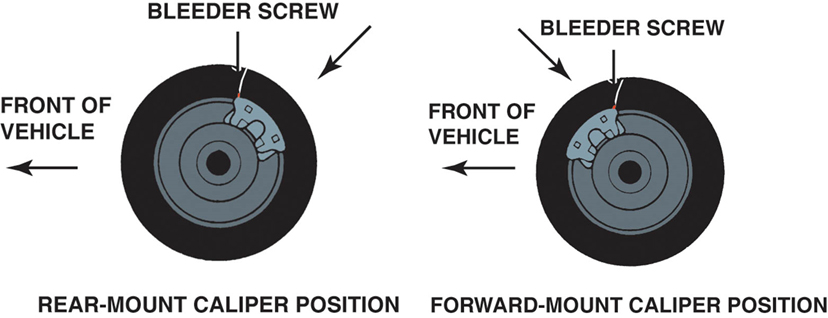 BLEEDER SCREW
FRONT OF
VEHICLE
REAR-MOUNT CALIPER POSITION
BLEEDER SCREW
FRONT OF
VEHICLE
FORWARD-MOUNT CALIPER POSITION